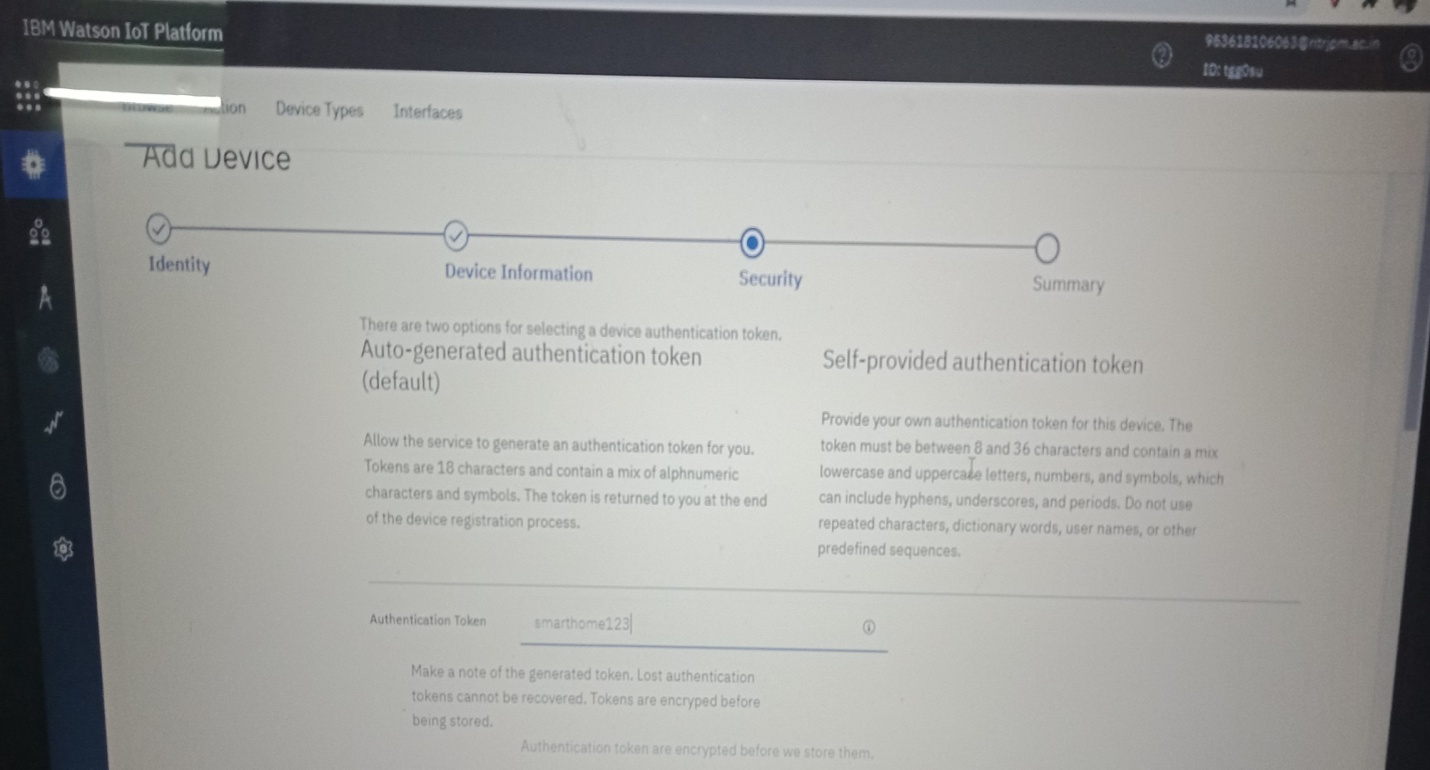 IBM Watson IoT Platform
ID: tgg0su
Browse Action Device Types Interfaces
Add Device
Identity
Device Information
Security
Summary
There are two options for selecting a device authentication token.
Auto-generated authentication token
(default)
Allow the service to generate an authentication token for you.
Tokens are 18 characters and contain a mix of alphnumeric
characters and symbols. The token is returned to you at the end
of the device registration process.
Self-provided authentication token
Provide your own authentication token for this device. The
token must be between 8 and 36 characters and contain a mix
lowercase and uppercase letters, numbers, and symbols, which
can include hyphens, underscores, and periods. Do not use
repeated characters, dictionary words, user names, or other
predefined sequences.
Authentication Token smarthome123
Make a note of the generated token. Lost authentication
tokens cannot be recovered. Tokens are encryped before
being stored.
Authentication token are encrypted before we store them.